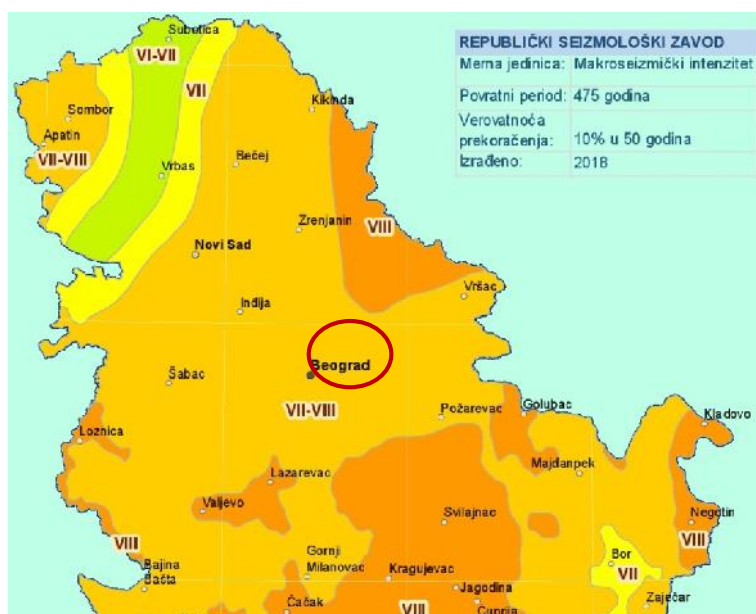 REPUBLIČKI SEIZMOLOŠKI ZAVOD
Merna jedinica: Makroseizmički intenzitet
Povratni period: 475 godina
Verovatnoća
prekoračenja: 10% u 50 godina
Izrađeno: 2018
Subotica
VI-VII
VII
Kikinda
Sombor
Apatin
VII-VIII
Vrbas
Bečej
Zrenjanin
VIII
Novi Sad
Vršac
Inđija
Beograd
Šabac
VII-VIII
Požarevac
Golubac
Kladovo
Loznica
Majdanpek
Lazarevac
Valjevo
Svilajnac
Negotin
VIII
VIII
Gornji
Milanovac
Bor
VII
Bajina
Bašta
Kragujevac
Jagodina
Zaječar
Čačak
VIII
Ćuprija